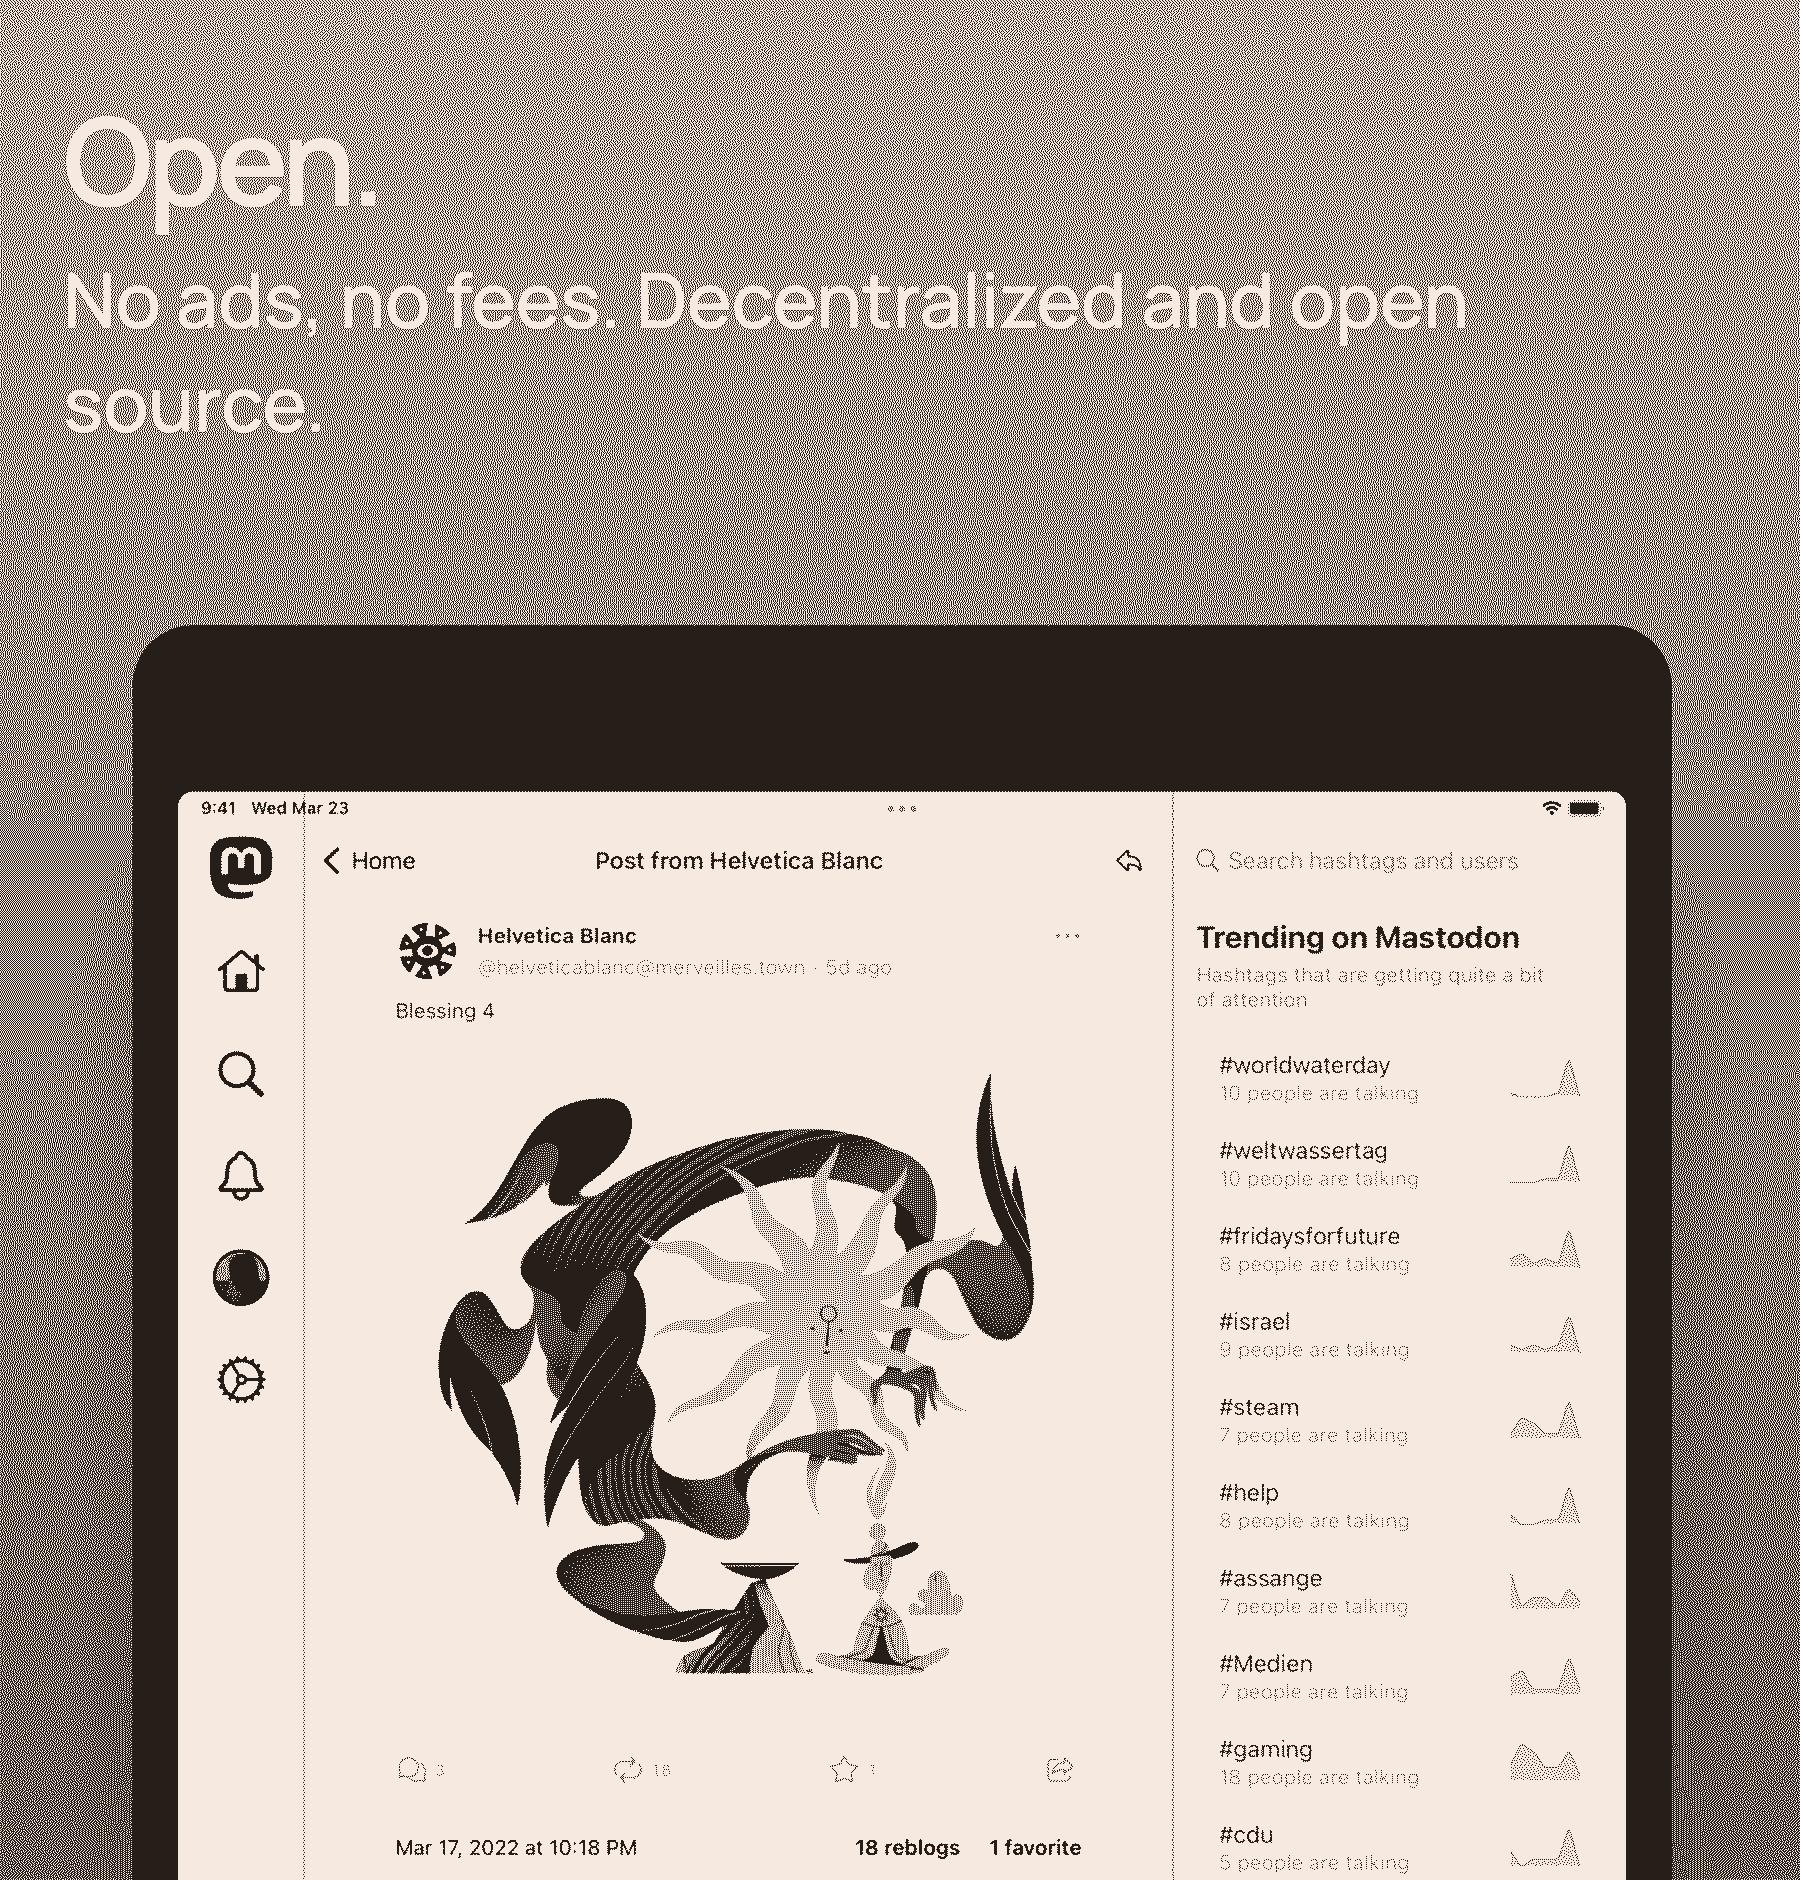 Open.
No ads, no fees. Decentralized and open
source.
9:41 Wed Mar 23
Home
Post from Helvetica Blanc
Search hashtags and users
Helvetica Blanc
@helveticablanc@merveilles.town · 5d ago
Blessing 4
3
18
1
Mar 17, 2022 at 10:18 PM
18 reblogs 1 favorite
Trending on Mastodon
Hashtags that are getting quite a bit
of attention
#worldwaterday
10 people are talking
#weltwassertag
10 people are talking
#fridaysforfuture
8 people are talking
#israel
9 people are talking
#steam
7 people are talking
#help
8 people are talking
#assange
7 people are talking
#Medien
7 people are talking
#gaming
18 people are talking
#cdu
5 people are talking